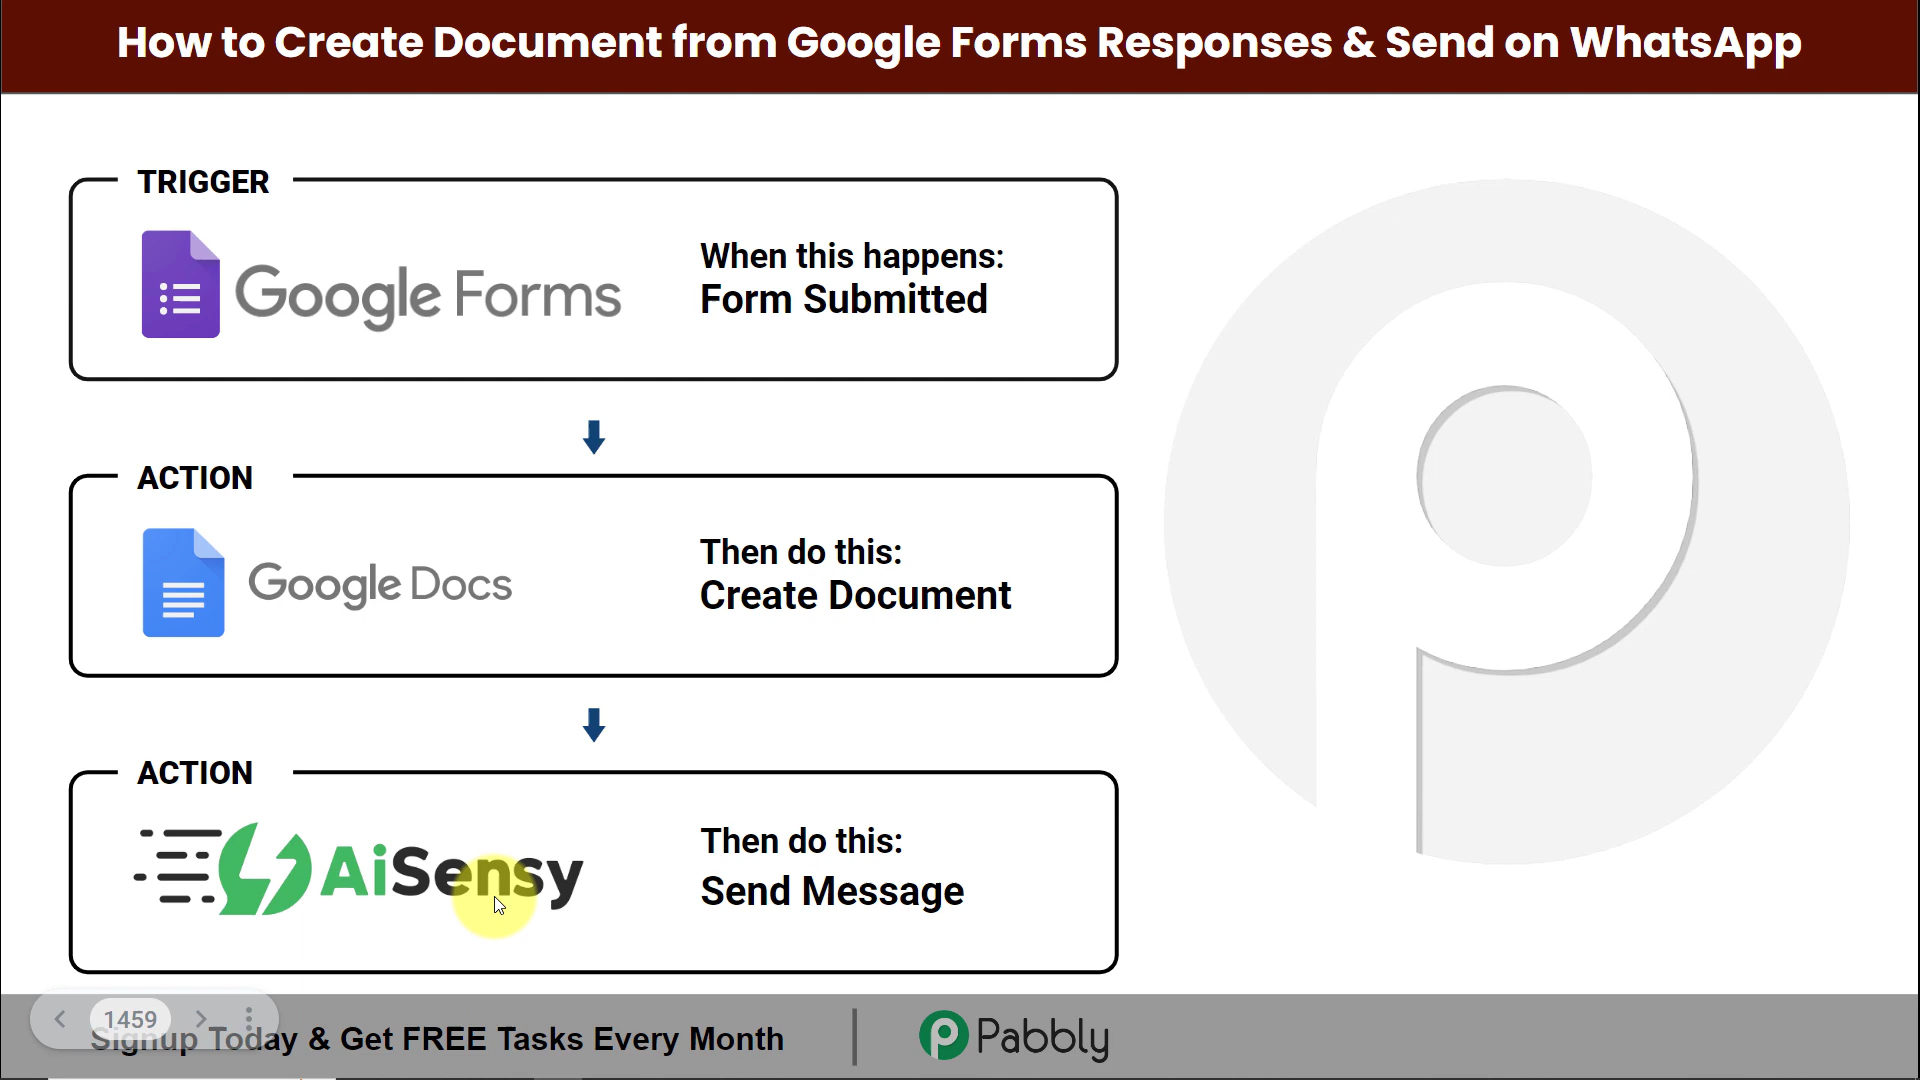 How to Create Document from Google Forms Responses & Send on WhatsApp
TRIGGER
Google Forms
When this happens:
Form Submitted
ACTION
Google Docs
Then do this:
Create Document
ACTION
AiSensy
Then do this:
Send Message
1459
Signup Today & Get FREE Tasks Every Month
Pabbly